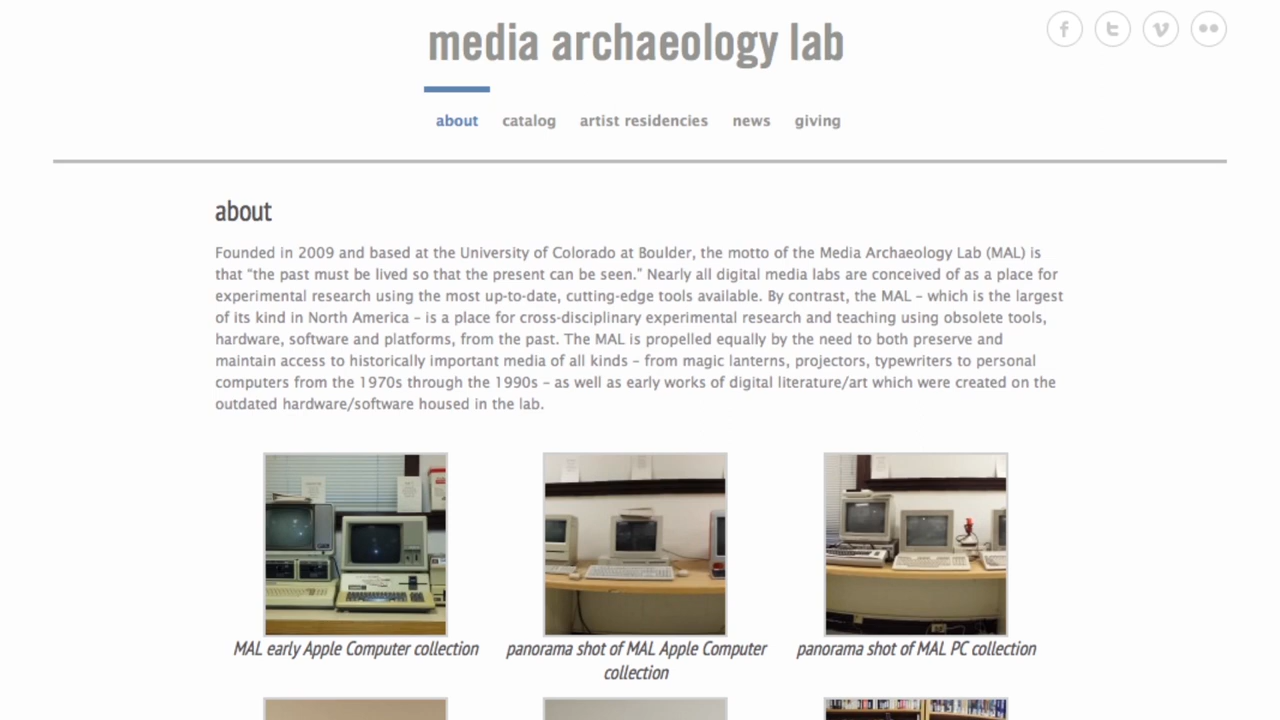 media archaeology lab
about catalog artist residencies news giving
about
Founded in 2009 and based at the University of Colorado at Boulder, the motto of the Media Archaeology Lab (MAL) is
that “the past must be lived so that the present can be seen.” Nearly all digital media labs are conceived of as a place for
experimental research using the most up-to-date, cutting-edge tools available. By contrast, the MAL – which is the largest
of its kind in North America – is a place for cross-disciplinary experimental research and teaching using obsolete tools,
hardware, software and platforms, from the past. The MAL is propelled equally by the need to both preserve and
maintain access to historically important media of all kinds – from magic lanterns, projectors, typewriters to personal
computers from the 1970s through the 1990s – as well as early works of digital literature/art which were created on the
outdated hardware/software housed in the lab.
MAL early Apple Computer collection
panorama shot of MAL Apple Computer
collection
panorama shot of MAL PC collection